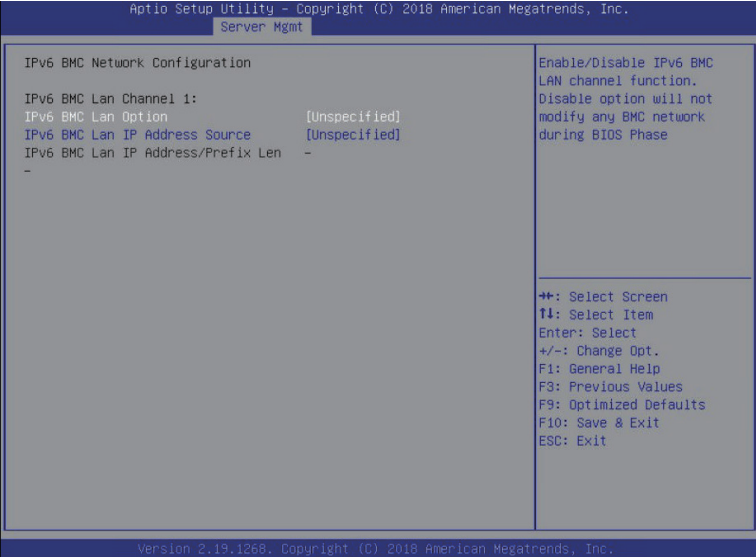 Aptio Setup Utility – Copyright (C) 2018 American Megatrends, Inc.
Server Mgmt
IPv6 BMC Network Configuration
IPv6 BMC Lan Channel 1:
IPv6 BMC Lan Option [Unspecified]
IPv6 BMC Lan IP Address Source [Unspecified]
IPv6 BMC Lan IP Address/Prefix Len –
–
Enable/Disable IPv6 BMC
LAN channel function.
Disable option will not
modify any BMC network
during BIOS Phase
→←: Select Screen
↑↓: Select Item
Enter: Select
+/–: Change Opt.
F1: General Help
F3: Previous Values
F9: Optimized Defaults
F10: Save & Exit
ESC: Exit
Version 2.19.1268. Copyright (C) 2018 American Megatrends, Inc.